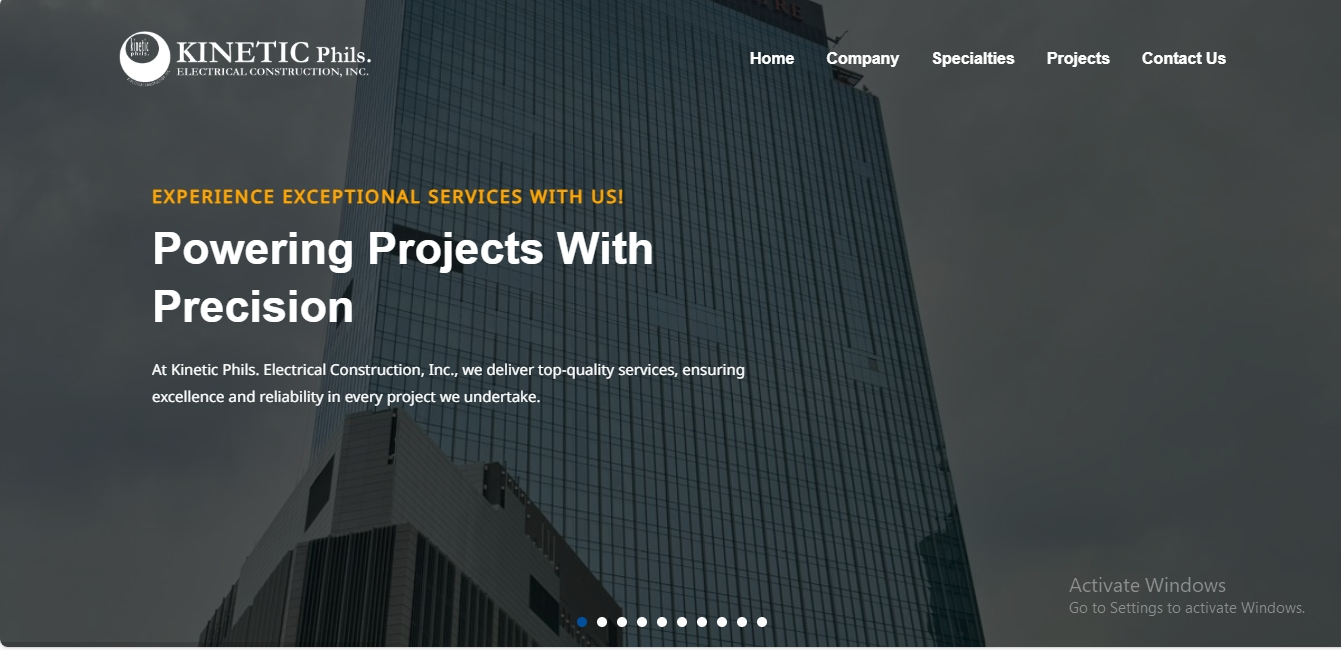 kinetic
phils.
KINETIC Phils.
ELECTRICAL CONSTRUCTION, INC.
Home
Company
Specialties
Projects
Contact Us
EXPERIENCE EXCEPTIONAL SERVICES WITH US!
Powering Projects With
Precision
At Kinetic Phils. Electrical Construction, Inc., we deliver top-quality services, ensuring
excellence and reliability in every project we undertake.
Activate Windows
Go to Settings to activate Windows.